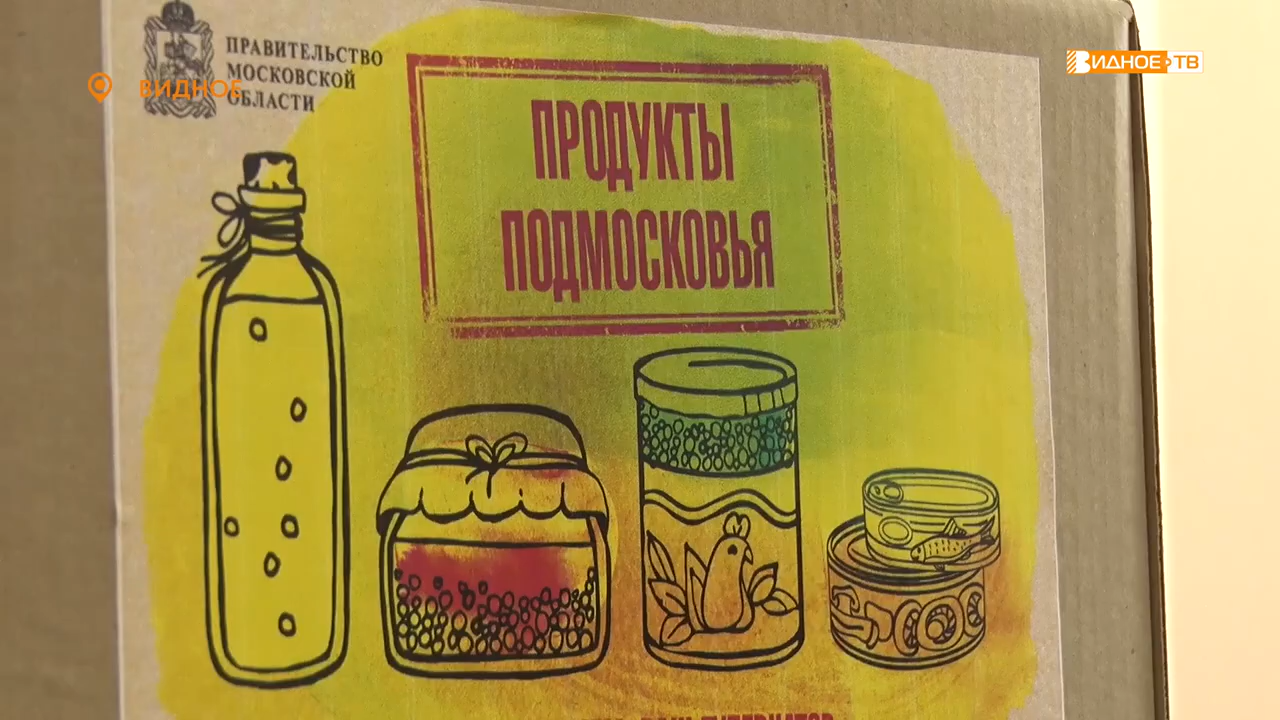 ПРАВИТЕЛЬСТВО
МОСКОВСКОЙ
ОБЛАСТИ
ВИДНОЕ
ВИДНОЕ-ТВ
ПРОДУКТЫ
ПОДМОСКОВЬЯ